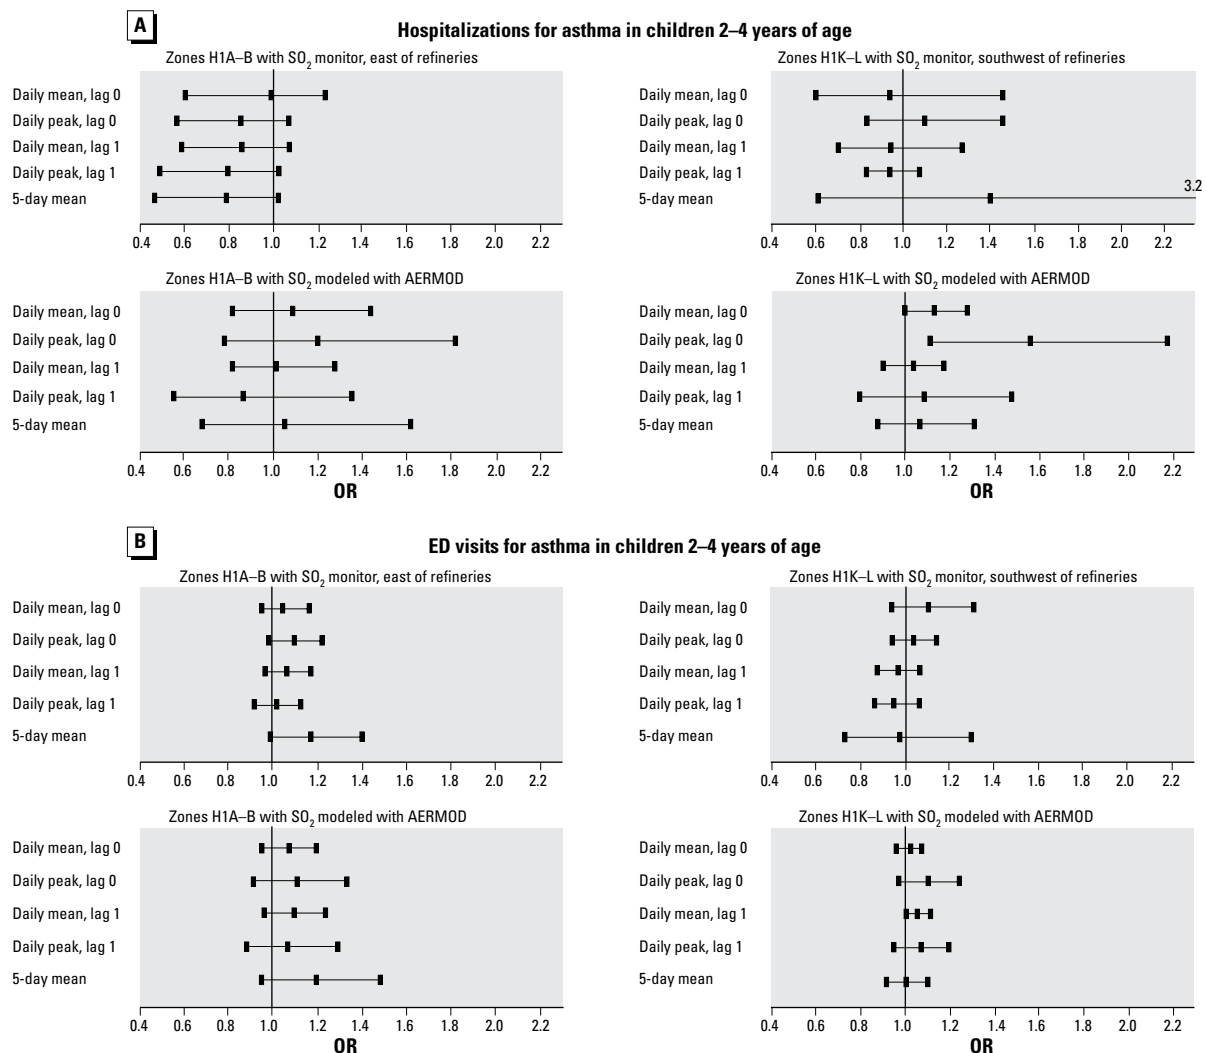 A
Hospitalizations for asthma in children 2–4 years of age
Zones H1A–B with SO2 monitor, east of refineries
Daily mean, lag 0
Daily peak, lag 0
Daily mean, lag 1
Daily peak, lag 1
5-day mean
0.4 0.6 0.8 1.0 1.2 1.4 1.6 1.8 2.0 2.2
Zones H1K–L with SO2 monitor, southwest of refineries
Daily mean, lag 0
Daily peak, lag 0
Daily mean, lag 1
Daily peak, lag 1
5-day mean
3.2
0.4 0.6 0.8 1.0 1.2 1.4 1.6 1.8 2.0 2.2
Zones H1A–B with SO2 modeled with AERMOD
Daily mean, lag 0
Daily peak, lag 0
Daily mean, lag 1
Daily peak, lag 1
5-day mean
0.4 0.6 0.8 1.0 1.2 1.4 1.6 1.8 2.0 2.2
OR
Zones H1K–L with SO2 modeled with AERMOD
Daily mean, lag 0
Daily peak, lag 0
Daily mean, lag 1
Daily peak, lag 1
5-day mean
0.4 0.6 0.8 1.0 1.2 1.4 1.6 1.8 2.0 2.2
OR
B
ED visits for asthma in children 2–4 years of age
Zones H1A–B with SO2 monitor, east of refineries
Daily mean, lag 0
Daily peak, lag 0
Daily mean, lag 1
Daily peak, lag 1
5-day mean
0.4 0.6 0.8 1.0 1.2 1.4 1.6 1.8 2.0 2.2
Zones H1K–L with SO2 monitor, southwest of refineries
Daily mean, lag 0
Daily peak, lag 0
Daily mean, lag 1
Daily peak, lag 1
5-day mean
0.4 0.6 0.8 1.0 1.2 1.4 1.6 1.8 2.0 2.2
Zones H1A–B with SO2 modeled with AERMOD
Daily mean, lag 0
Daily peak, lag 0
Daily mean, lag 1
Daily peak, lag 1
5-day mean
0.4 0.6 0.8 1.0 1.2 1.4 1.6 1.8 2.0 2.2
OR
Zones H1K–L with SO2 modeled with AERMOD
Daily mean, lag 0
Daily peak, lag 0
Daily mean, lag 1
Daily peak, lag 1
5-day mean
0.4 0.6 0.8 1.0 1.2 1.4 1.6 1.8 2.0 2.2
OR